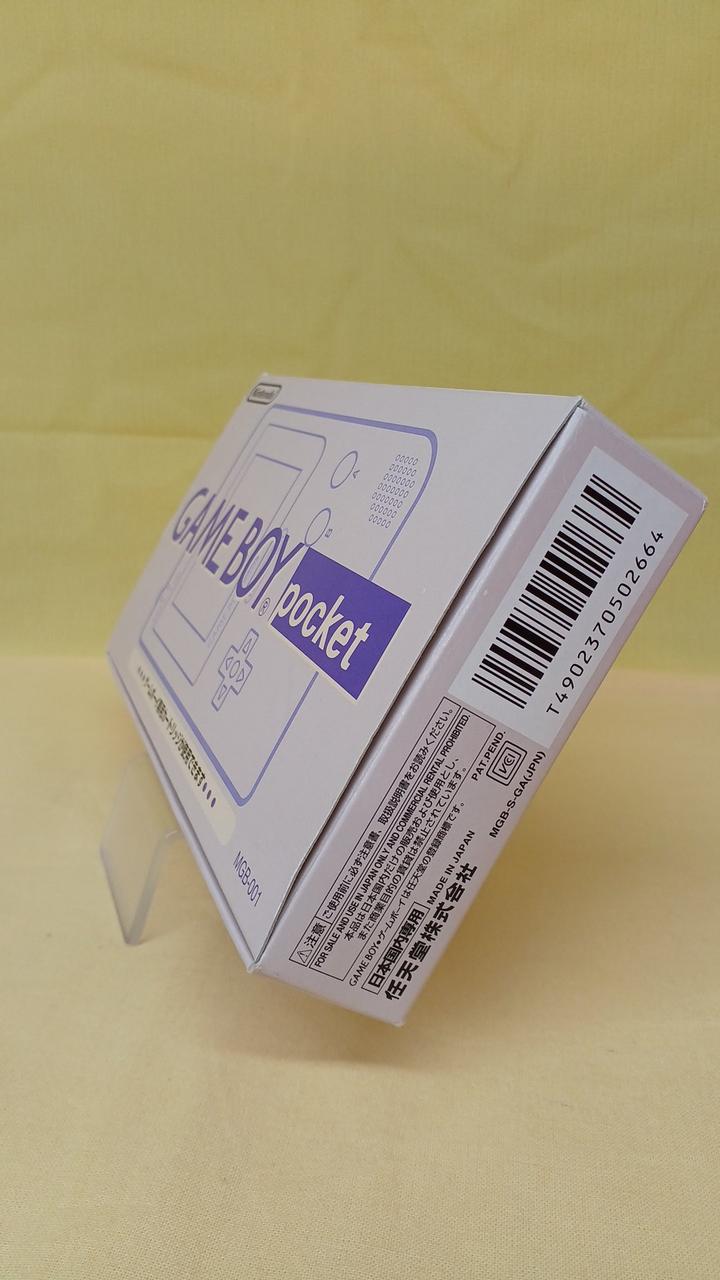 Nintendo
GAME BOY®
pocket
A
B
MGB-001
T4902370502664
⚠注意 ご使用前に必ず注意書、取扱説明書をお読みください。
FOR SALE AND USE IN JAPAN ONLY AND COMMERCIAL RENTAL PROHIBITED.
本品は日本国内だけの販売および使用とし、
また商業目的の賃貸は禁止されています。
GAME BOY・ゲームボーイは任天堂の登録商標です。
日本国内専用
MADE IN JAPAN
任天堂株式会社
PAT.PEND.
VCI
MGB-S-GA(JPN)